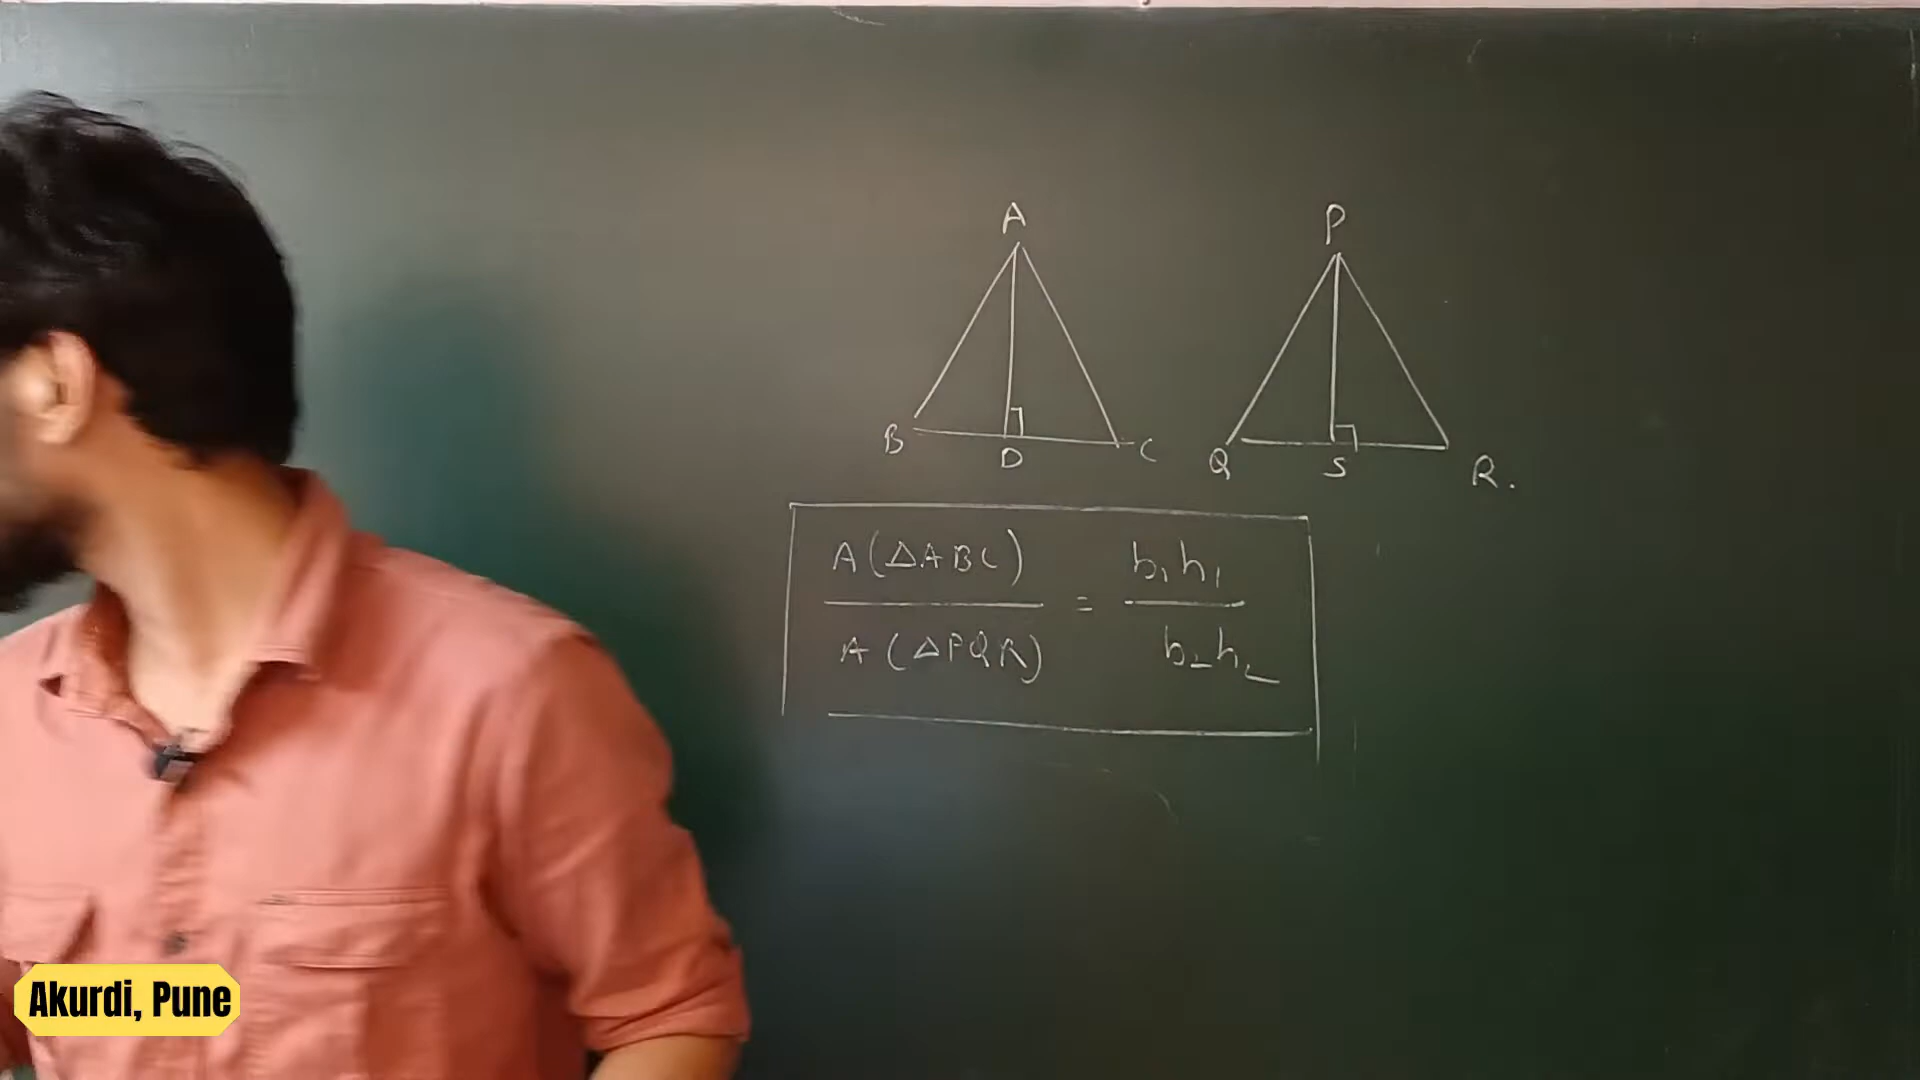 A
P
B
D
C
Q
S
R.
A(△ABC)
A(△PQR)
=
b₁h₁
b₂h₂
Akurdi, Pune